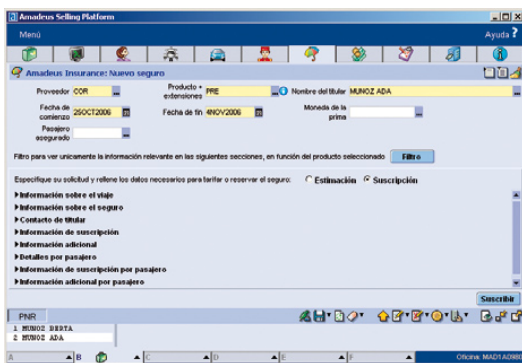 Amadeus Selling Platform
Menú Ayuda ?
Amadeus Insurance: Nuevo seguro
Proveedor COR Producto + extensiones PRE Nombre del titular MUNOZ ADA
Fecha de comienzo 25OCT2006 Fecha de fin 4NOV2006 Moneda de la prima
Pasajero asegurado
Filtro para ver unicamente la información relevante en las siguientes secciones, en función del producto seleccionado Filtro
Especifique su solicitud y rellene los datos necesarios para tarifar o reservar el seguro: Estimación Suscripción
Información sobre el viaje
Información sobre el seguro
Contacto de titular
Información de suscripción
Información adicional
Detalles por pasajero
Información de suscripción por pasajero
Información adicional por pasajero
Suscribir
PNR
1 MUNOZ BERTA
2 MUNOZ ADA
A B C D E F Oficina: MAD1A0980